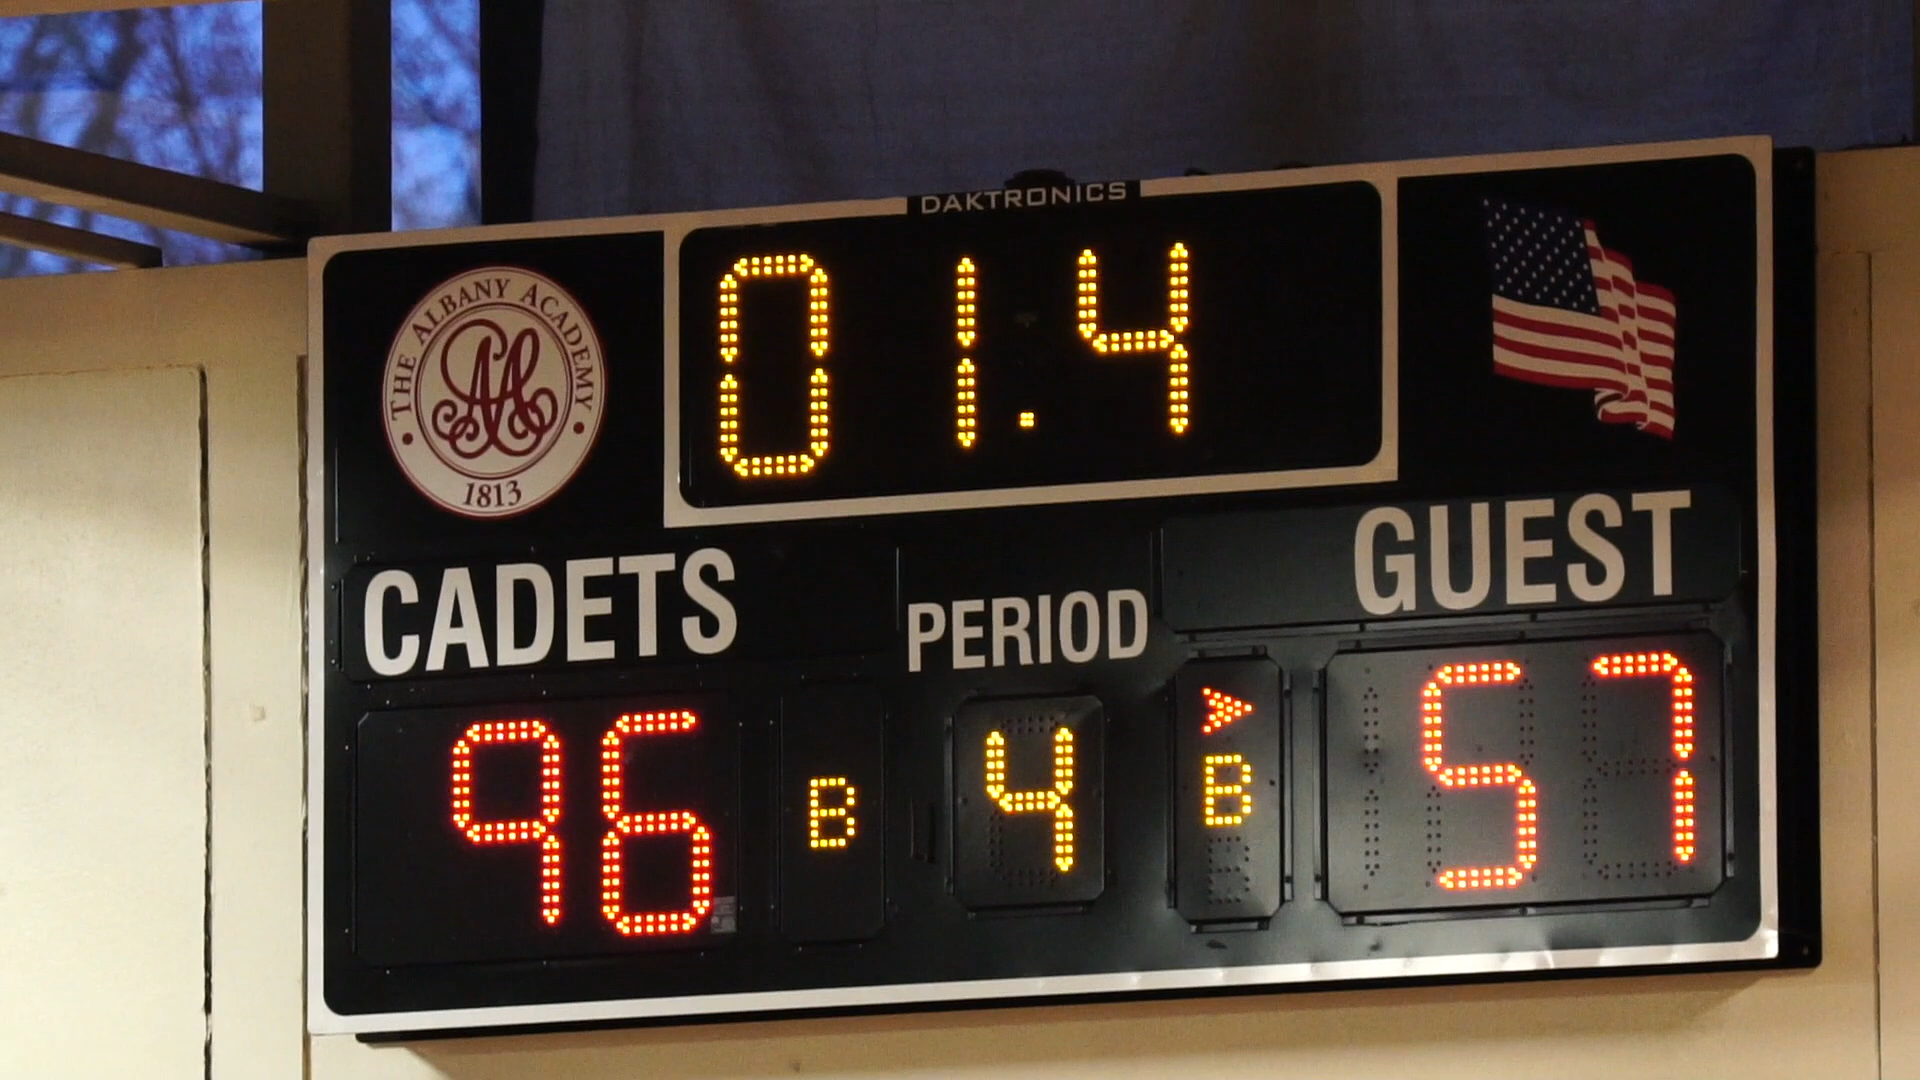 DAKTRONICS
THE ALBANY ACADEMY
1813
01.4
CADETS
PERIOD
GUEST
96
B
4
B
57